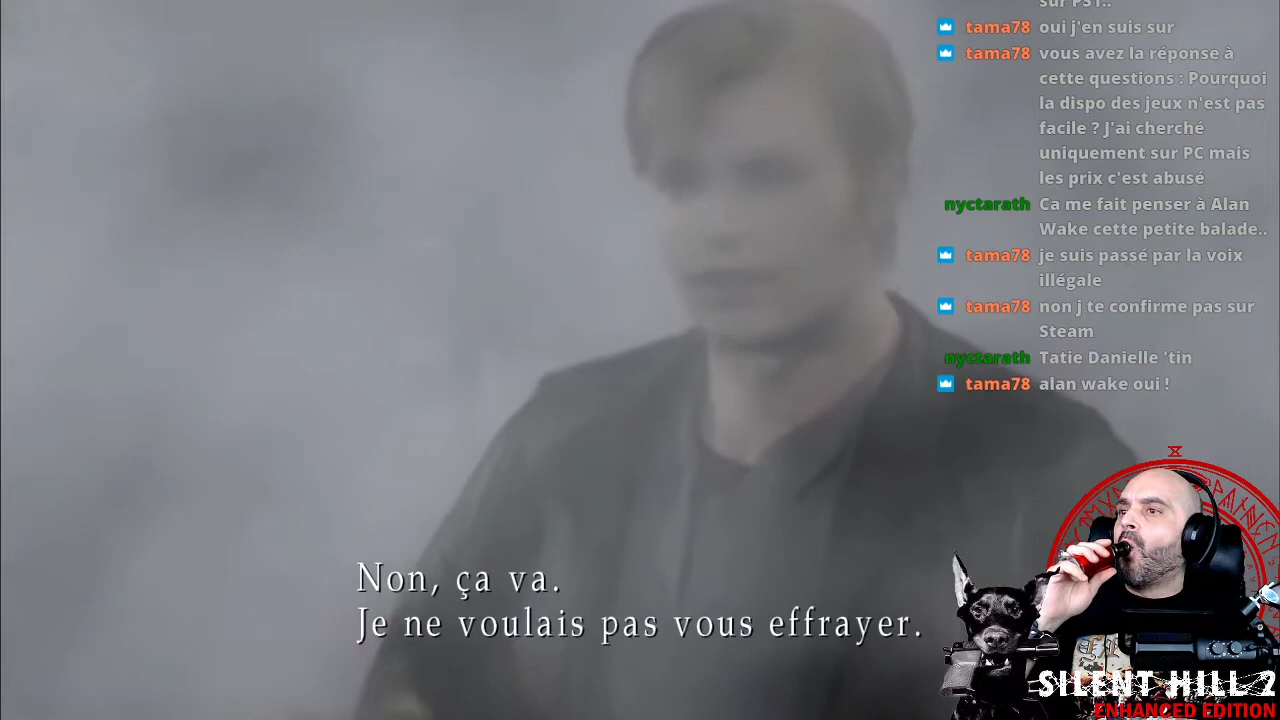 sur PS1..
tama78 oui j'en suis sur
tama78 vous avez la réponse à
cette questions : Pourquoi
la dispo des jeux n'est pas
facile ? J'ai cherché
uniquement sur PC mais
les prix c'est abusé
nyctarath Ca me fait penser à Alan
Wake cette petite balade..
tama78 je suis passé par la voix
illégale
tama78 non j te confirme pas sur
Steam
nyctarath Tatie Danielle 'tin
tama78 alan wake oui !
Non, ça va.
Je ne voulais pas vous effrayer.
SILENT HILL 2
ENHANCED EDITION